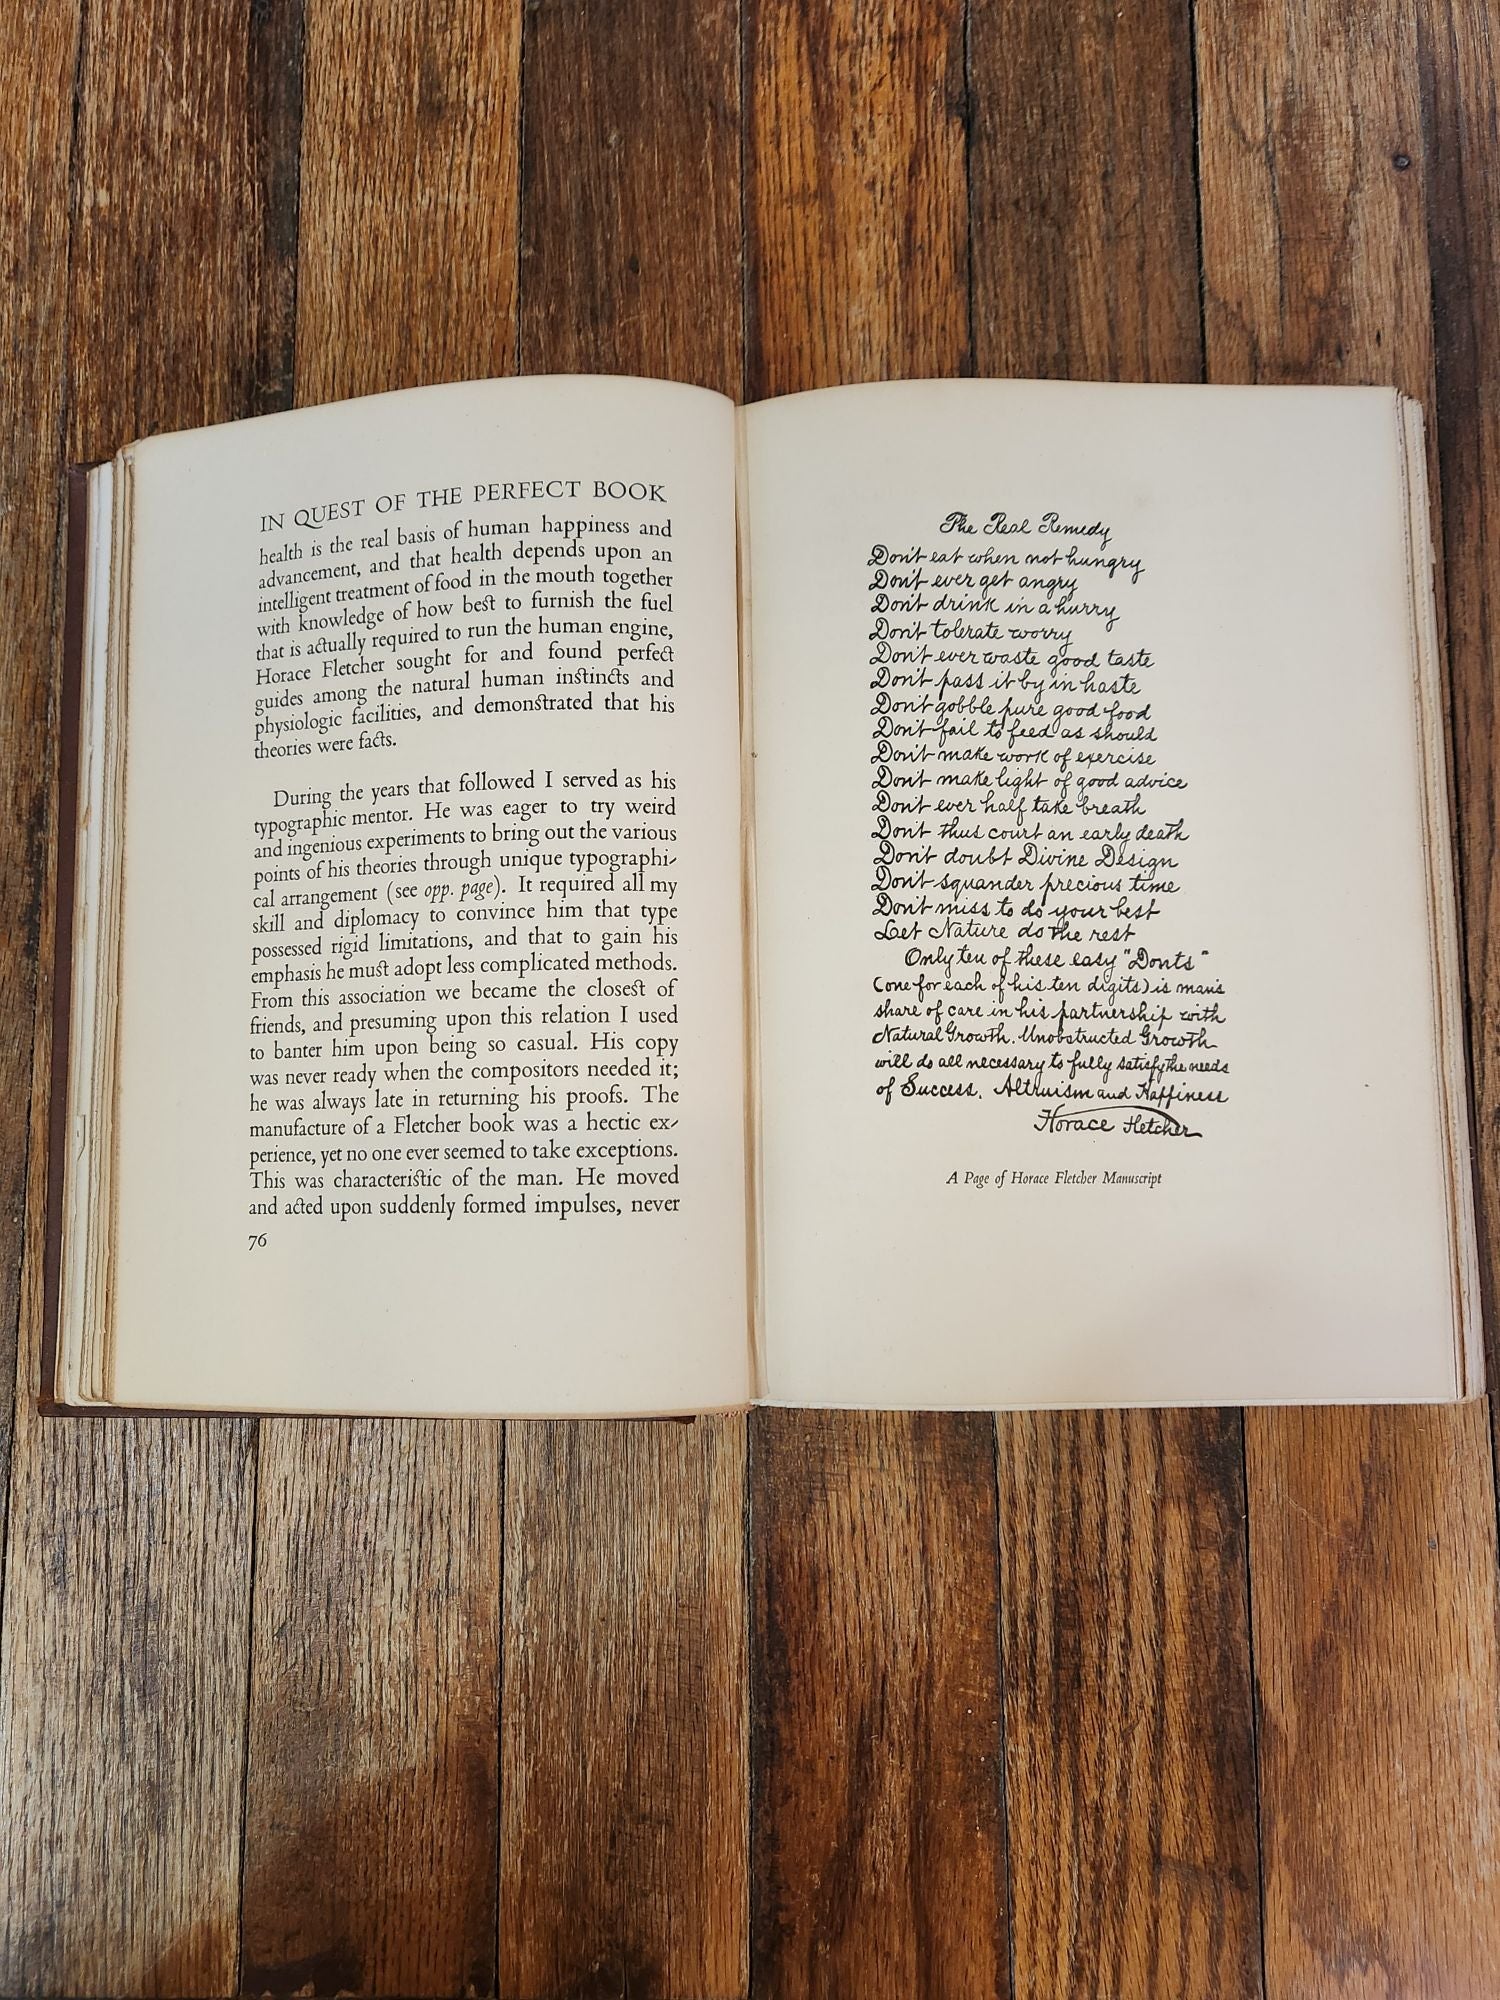 IN QUEST OF THE PERFECT BOOK
health is the real basis of human happiness and
advancement, and that health depends upon an
intelligent treatment of food in the mouth together
with knowledge of how best to furnish the fuel
that is actually required to run the human engine,
Horace Fletcher sought for and found perfect
guides among the natural human instincts and
physiologic facilities, and demonstrated that his
theories were facts.
During the years that followed I served as his
typographic mentor. He was eager to try weird
and ingenious experiments to bring out the various
points of his theories through unique typographi-
cal arrangement (see opp. page). It required all my
skill and diplomacy to convince him that type
possessed rigid limitations, and that to gain his
emphasis he must adopt less complicated methods.
From this association we became the closest of
friends, and presuming upon this relation I used
to banter him upon being so casual. His copy
was never ready when the compositors needed it;
he was always late in returning his proofs. The
manufacture of a Fletcher book was a hectic ex-
perience, yet no one ever seemed to take exceptions.
This was characteristic of the man. He moved
and acted upon suddenly formed impulses, never
76
The Real Remedy
Don't eat when not hungry
Don't ever get angry
Don't drink in a hurry
Don't tolerate worry
Don't ever waste good taste
Don't pass it by in haste
Don't gobble pure good food
Don't fail to feed as should
Don't make work of exercise
Don't make light of good advice
Don't ever half take breath
Don't thus court an early death
Don't doubt Divine Design
Don't squander precious time
Don't miss to do your best
Let Nature do the rest
Only ten of these easy "Donts"
(one for each of his ten digits) is man's
share of care in his partnership with
Natural Growth. Unobstructed Growth
will do all necessary to fully satisfy the needs
of Success, Altruism and Happiness
Horace Fletcher
A Page of Horace Fletcher Manuscript